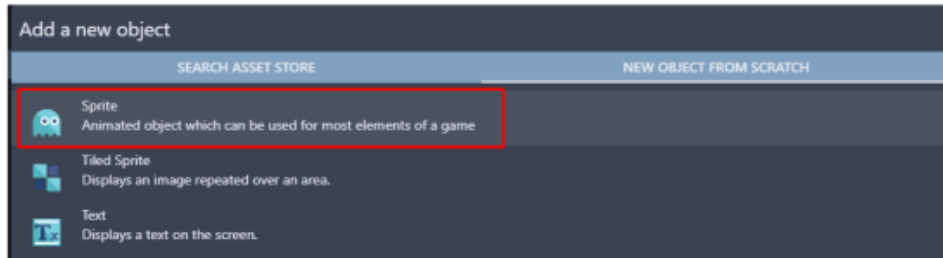 Add a new object
SEARCH ASSET STORE NEW OBJECT FROM SCRATCH
Sprite
Animated object which can be used for most elements of a game
Tiled Sprite
Displays an image repeated over an area.
Text
Tx
Displays a text on the screen.